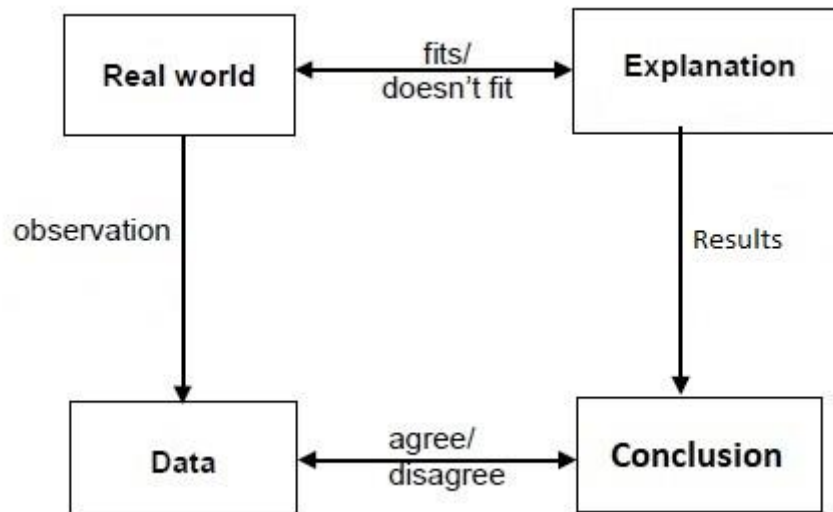 Real world
fits/
doesn't fit
Explanation
observation
Results
Data
agree/
disagree
Conclusion